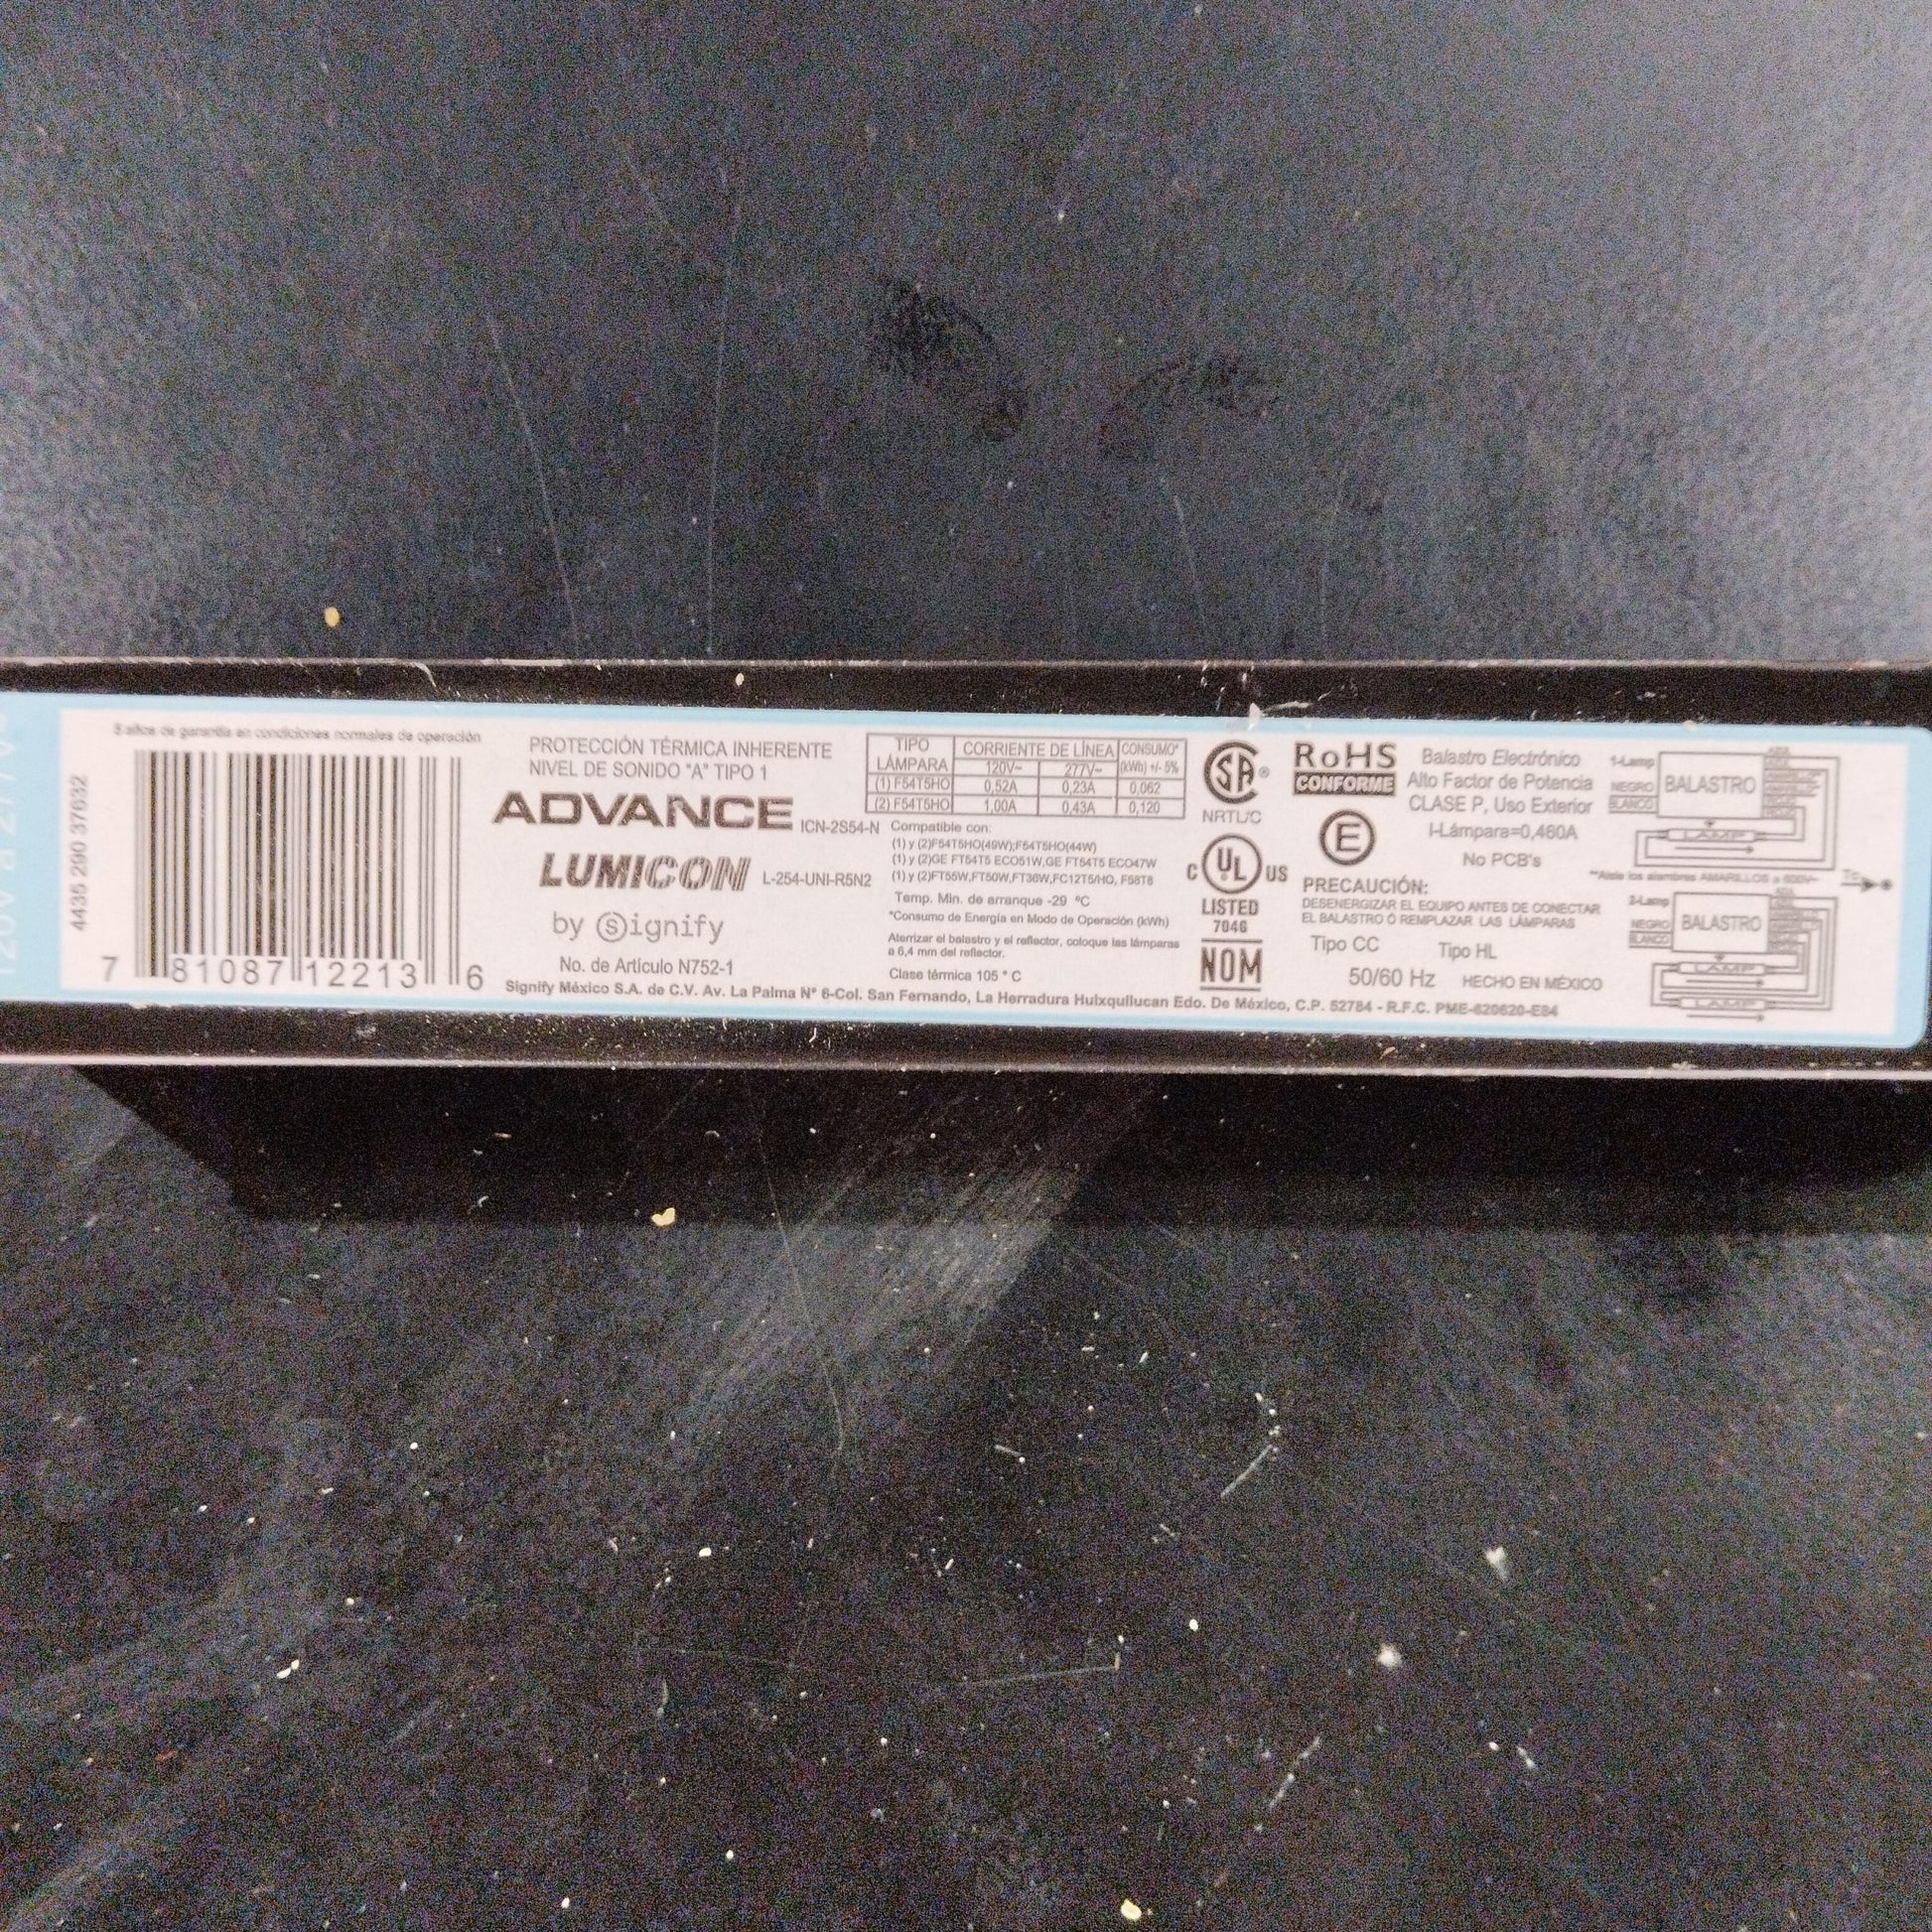 120V a 277V~
5 años de garantía en condiciones normales de operación
4435 290 37632
7 81087 12213 6
PROTECCIÓN TÉRMICA INHERENTE
NIVEL DE SONIDO "A" TIPO 1
ADVANCE ICN-2S54-N
LUMICON L-254-UNI-R5N2
by Signify
No. de Artículo N752-1
TIPO LÁMPARA CORRIENTE DE LÍNEA CONSUMO*
120V~ 277V~ (kWh) +/- 5%
(1) F54T5HO 0,52A 0,23A 0,062
(2) F54T5HO 1,00A 0,43A 0,120
Compatible con:
(1) y (2)F54T5HO(49W);F54T5HO(44W)
(1) y (2)GE FT54T5 ECO51W,GE FT54T5 ECO47W
(1) y (2)FT55W,FT50W,FT36W,FC12T5/HO, F58T8
Temp. Min. de arranque -29 °C
*Consumo de Energía en Modo de Operación (kWh)
Aterrizar el balastro y el reflector, coloque las lámparas
a 6,4 mm del reflector.
Clase térmica 105 ° C
Signify México S.A. de C.V. Av. La Palma N° 6-Col. San Fernando, La Herradura Huixquilucan Edo. De México, C.P. 52784 - R.F.C. PME-620620-E84
SA ®
NRTL/C
C UL US
LISTED
704G
NOM
RoHS
CONFORME
E
Balastro Electrónico
Alto Factor de Potencia
CLASE P, Uso Exterior
I-Lámpara=0,460A
No PCB's
PRECAUCIÓN:
DESENERGIZAR EL EQUIPO ANTES DE CONECTAR
EL BALASTRO Ó REMPLAZAR LAS LÁMPARAS
Tipo CC Tipo HL
50/60 Hz HECHO EN MÉXICO
1-Lamp
NEGRO
BLANCO
BALASTRO
LAMP
**Aisle los alambres AMARILLOS a 600V~
Tc
2-Lamp
NEGRO
BLANCO
BALASTRO
LAMP
LAMP